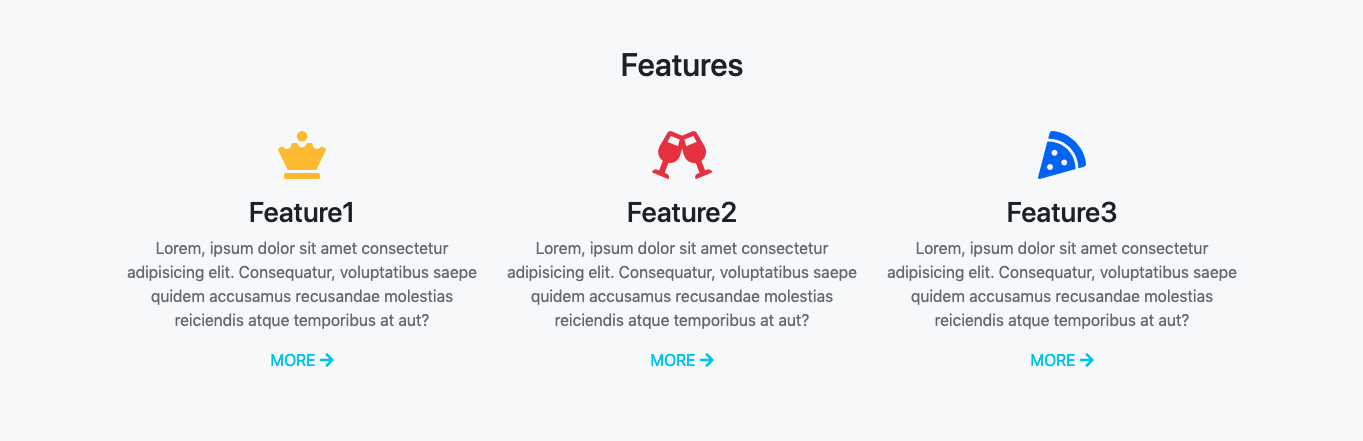 Features
Feature1
Lorem, ipsum dolor sit amet consectetur
adipisicing elit. Consequatur, voluptatibus saepe
quidem accusamus recusandae molestias
reiciendis atque temporibus at aut?
MORE
Feature2
Lorem, ipsum dolor sit amet consectetur
adipisicing elit. Consequatur, voluptatibus saepe
quidem accusamus recusandae molestias
reiciendis atque temporibus at aut?
MORE
Feature3
Lorem, ipsum dolor sit amet consectetur
adipisicing elit. Consequatur, voluptatibus saepe
quidem accusamus recusandae molestias
reiciendis atque temporibus at aut?
MORE